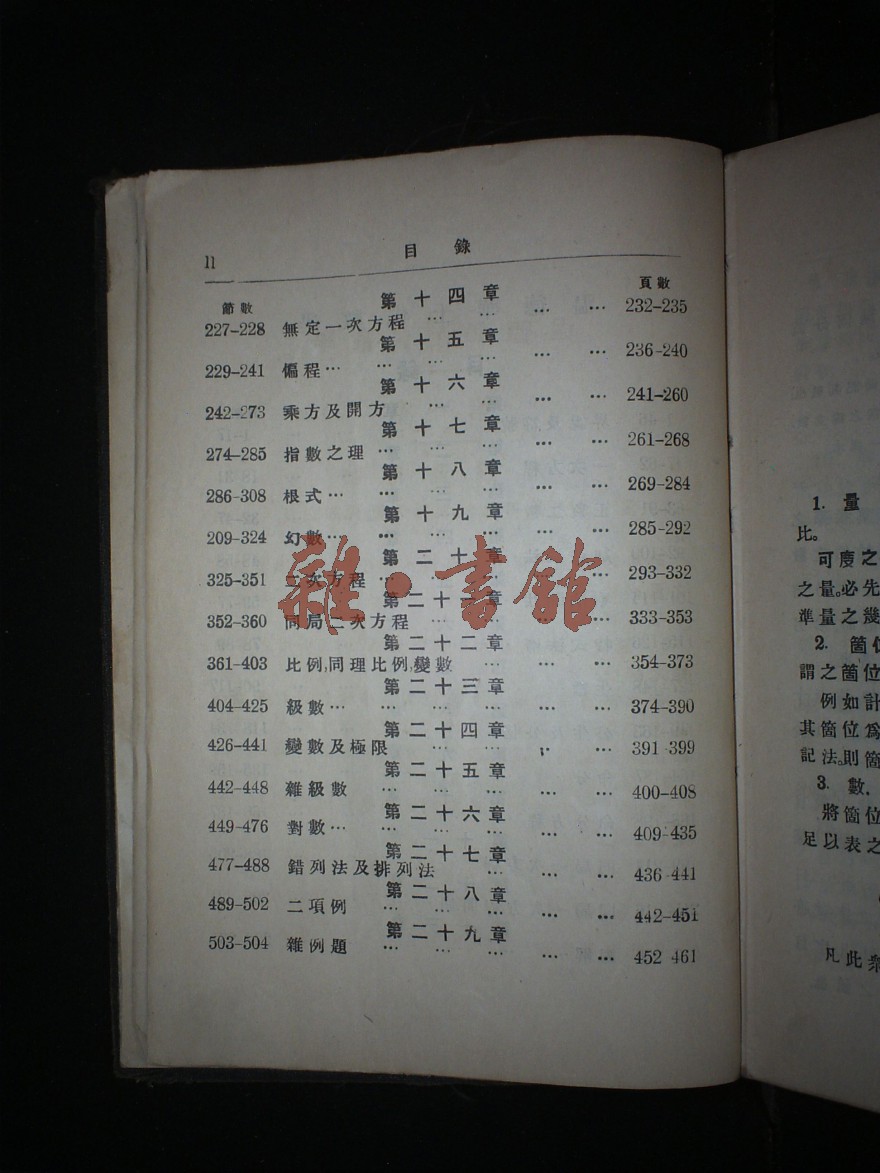 11 目錄
節數 頁數
第十四章
227-228 無定一次方程 … … … … 232-235
第十五章
229-241 偏程… … … … … 236-240
第十六章
242-273 乘方及開方 … … … … 241-260
第十七章
274-285 指數之理 … … … … 261-268
第十八章
286-308 根式… … … … … … 269-284
第十九章
209-324 幻數… … … … … … 285-292
第二十章
325-351 二次方程 … … … … 293-332
第二十一章
352-360 同局二次方程 … … … 333-353
第二十二章
361-403 比例,同理比例,變數 … … … 354-373
第二十三章
404-425 級數… … … … … … 374-390
第二十四章
426-441 變數及極限 … … … 391-399
第二十五章
442-448 雜級數 … … … … … 400-408
第二十六章
449-476 對數… … … … … … 409-435
第二十七章
477-488 錯列法及排列法 … … … 436-441
第二十八章
489-502 二項例 … … … … … 442-451
第二十九章
503-504 雜例題 … … … … … 452 461
雜·書館
1. 量
比。
可度之
之量。必先
準量之幾
2. 箇位
謂之箇位
例如計
其箇位爲
記法。則箇
3. 數.
將箇位
足以表之
凡此衆